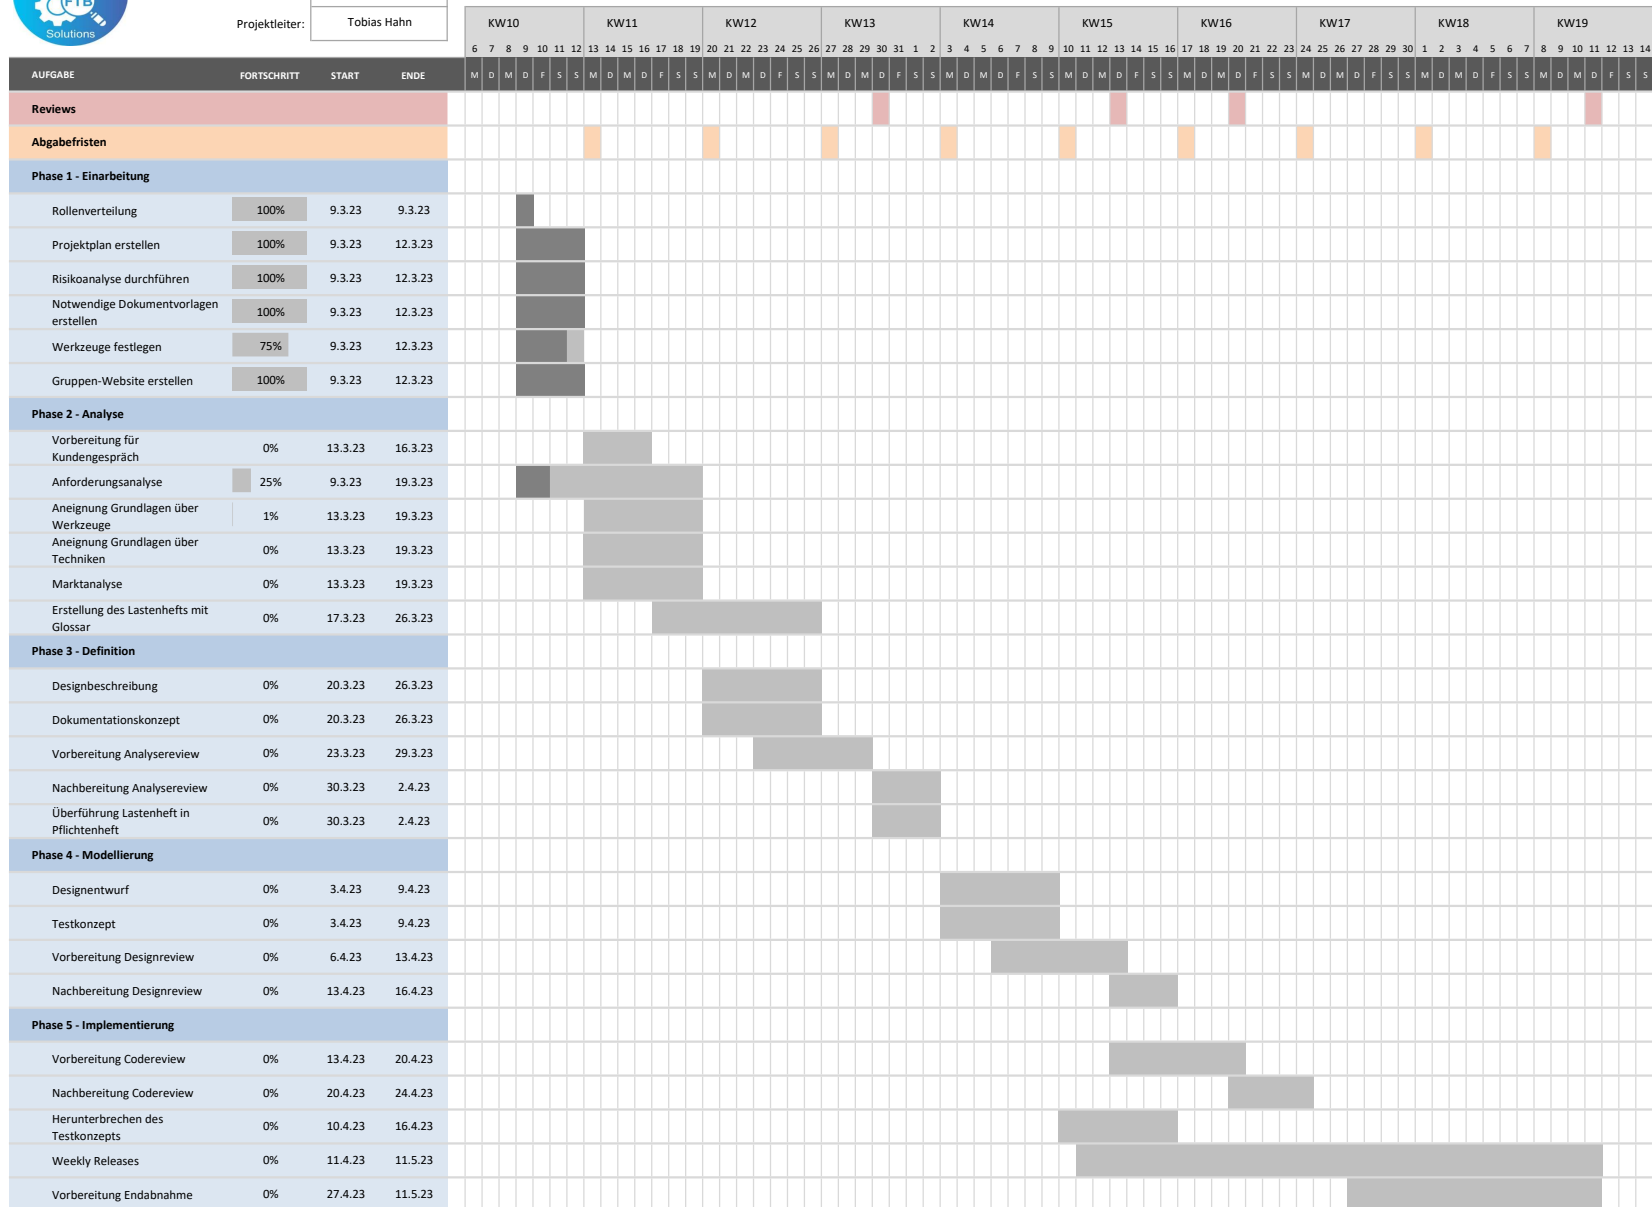 FTB
Solutions
Projektleiter: Tobias Hahn
KW10 KW11 KW12 KW13 KW14 KW15 KW16 KW17 KW18 KW19
6 7 8 9 10 11 12 13 14 15 16 17 18 19 20 21 22 23 24 25 26 27 28 29 30 31 1 2 3 4 5 6 7 8 9 10 11 12 13 14 15 16 17 18 19 20 21 22 23 24 25 26 27 28 29 30 1 2 3 4 5 6 7 8 9 10 11 12 13 14
AUFGABE FORTSCHRITT START ENDE M D M D F S S M D M D F S S M D M D F S S M D M D F S S M D M D F S S M D M D F S S M D M D F S S M D M D F S S M D M D F S S M D M D F S S
Reviews
Abgabefristen
Phase 1 - Einarbeitung
Rollenverteilung 100% 9.3.23 9.3.23
Projektplan erstellen 100% 9.3.23 12.3.23
Risikoanalyse durchführen 100% 9.3.23 12.3.23
Notwendige Dokumentvorlagen
erstellen 100% 9.3.23 12.3.23
Werkzeuge festlegen 75% 9.3.23 12.3.23
Gruppen-Website erstellen 100% 9.3.23 12.3.23
Phase 2 - Analyse
Vorbereitung für
Kundengespräch 0% 13.3.23 16.3.23
Anforderungsanalyse 25% 9.3.23 19.3.23
Aneignung Grundlagen über
Werkzeuge 1% 13.3.23 19.3.23
Aneignung Grundlagen über
Techniken 0% 13.3.23 19.3.23
Marktanalyse 0% 13.3.23 19.3.23
Erstellung des Lastenhefts mit
Glossar 0% 17.3.23 26.3.23
Phase 3 - Definition
Designbeschreibung 0% 20.3.23 26.3.23
Dokumentationskonzept 0% 20.3.23 26.3.23
Vorbereitung Analysereview 0% 23.3.23 29.3.23
Nachbereitung Analysereview 0% 30.3.23 2.4.23
Überführung Lastenheft in
Pflichtenheft 0% 30.3.23 2.4.23
Phase 4 - Modellierung
Designentwurf 0% 3.4.23 9.4.23
Testkonzept 0% 3.4.23 9.4.23
Vorbereitung Designreview 0% 6.4.23 13.4.23
Nachbereitung Designreview 0% 13.4.23 16.4.23
Phase 5 - Implementierung
Vorbereitung Codereview 0% 13.4.23 20.4.23
Nachbereitung Codereview 0% 20.4.23 24.4.23
Herunterbrechen des
Testkonzepts 0% 10.4.23 16.4.23
Weekly Releases 0% 11.4.23 11.5.23
Vorbereitung Endabnahme 0% 27.4.23 11.5.23